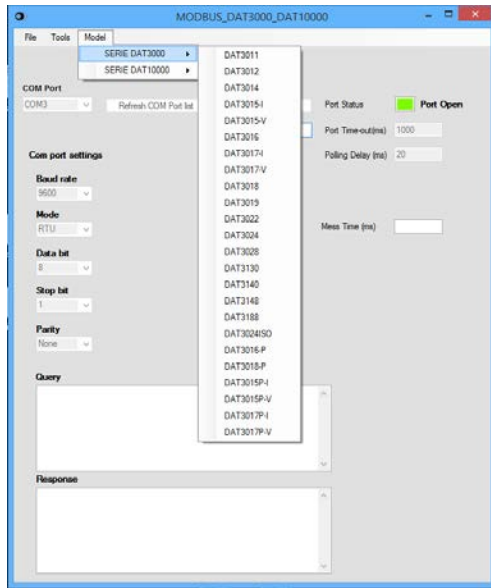 MODBUS_DAT3000_DAT10000
File Tools Model
SERIE DAT3000
SERIE DAT10000
DAT3011
DAT3012
DAT3014
DAT3015-I
DAT3015-V
DAT3016
DAT3017-I
DAT3017-V
DAT3018
DAT3019
DAT3022
DAT3024
DAT3028
DAT3130
DAT3140
DAT3148
DAT3188
DAT3024ISO
DAT3016-P
DAT3018-P
DAT3015P-I
DAT3015P-V
DAT3017P-I
DAT3017P-V
COM Port
COM3
Refresh COM Port list
Port Status
Port Open
Port Time-out(ms) 1000
Polling Delay (ms) 20
Mess Time (ms)
Com port settings
Baud rate
9600
Mode
RTU
Data bit
8
Stop bit
1
Parity
None
Query
Response